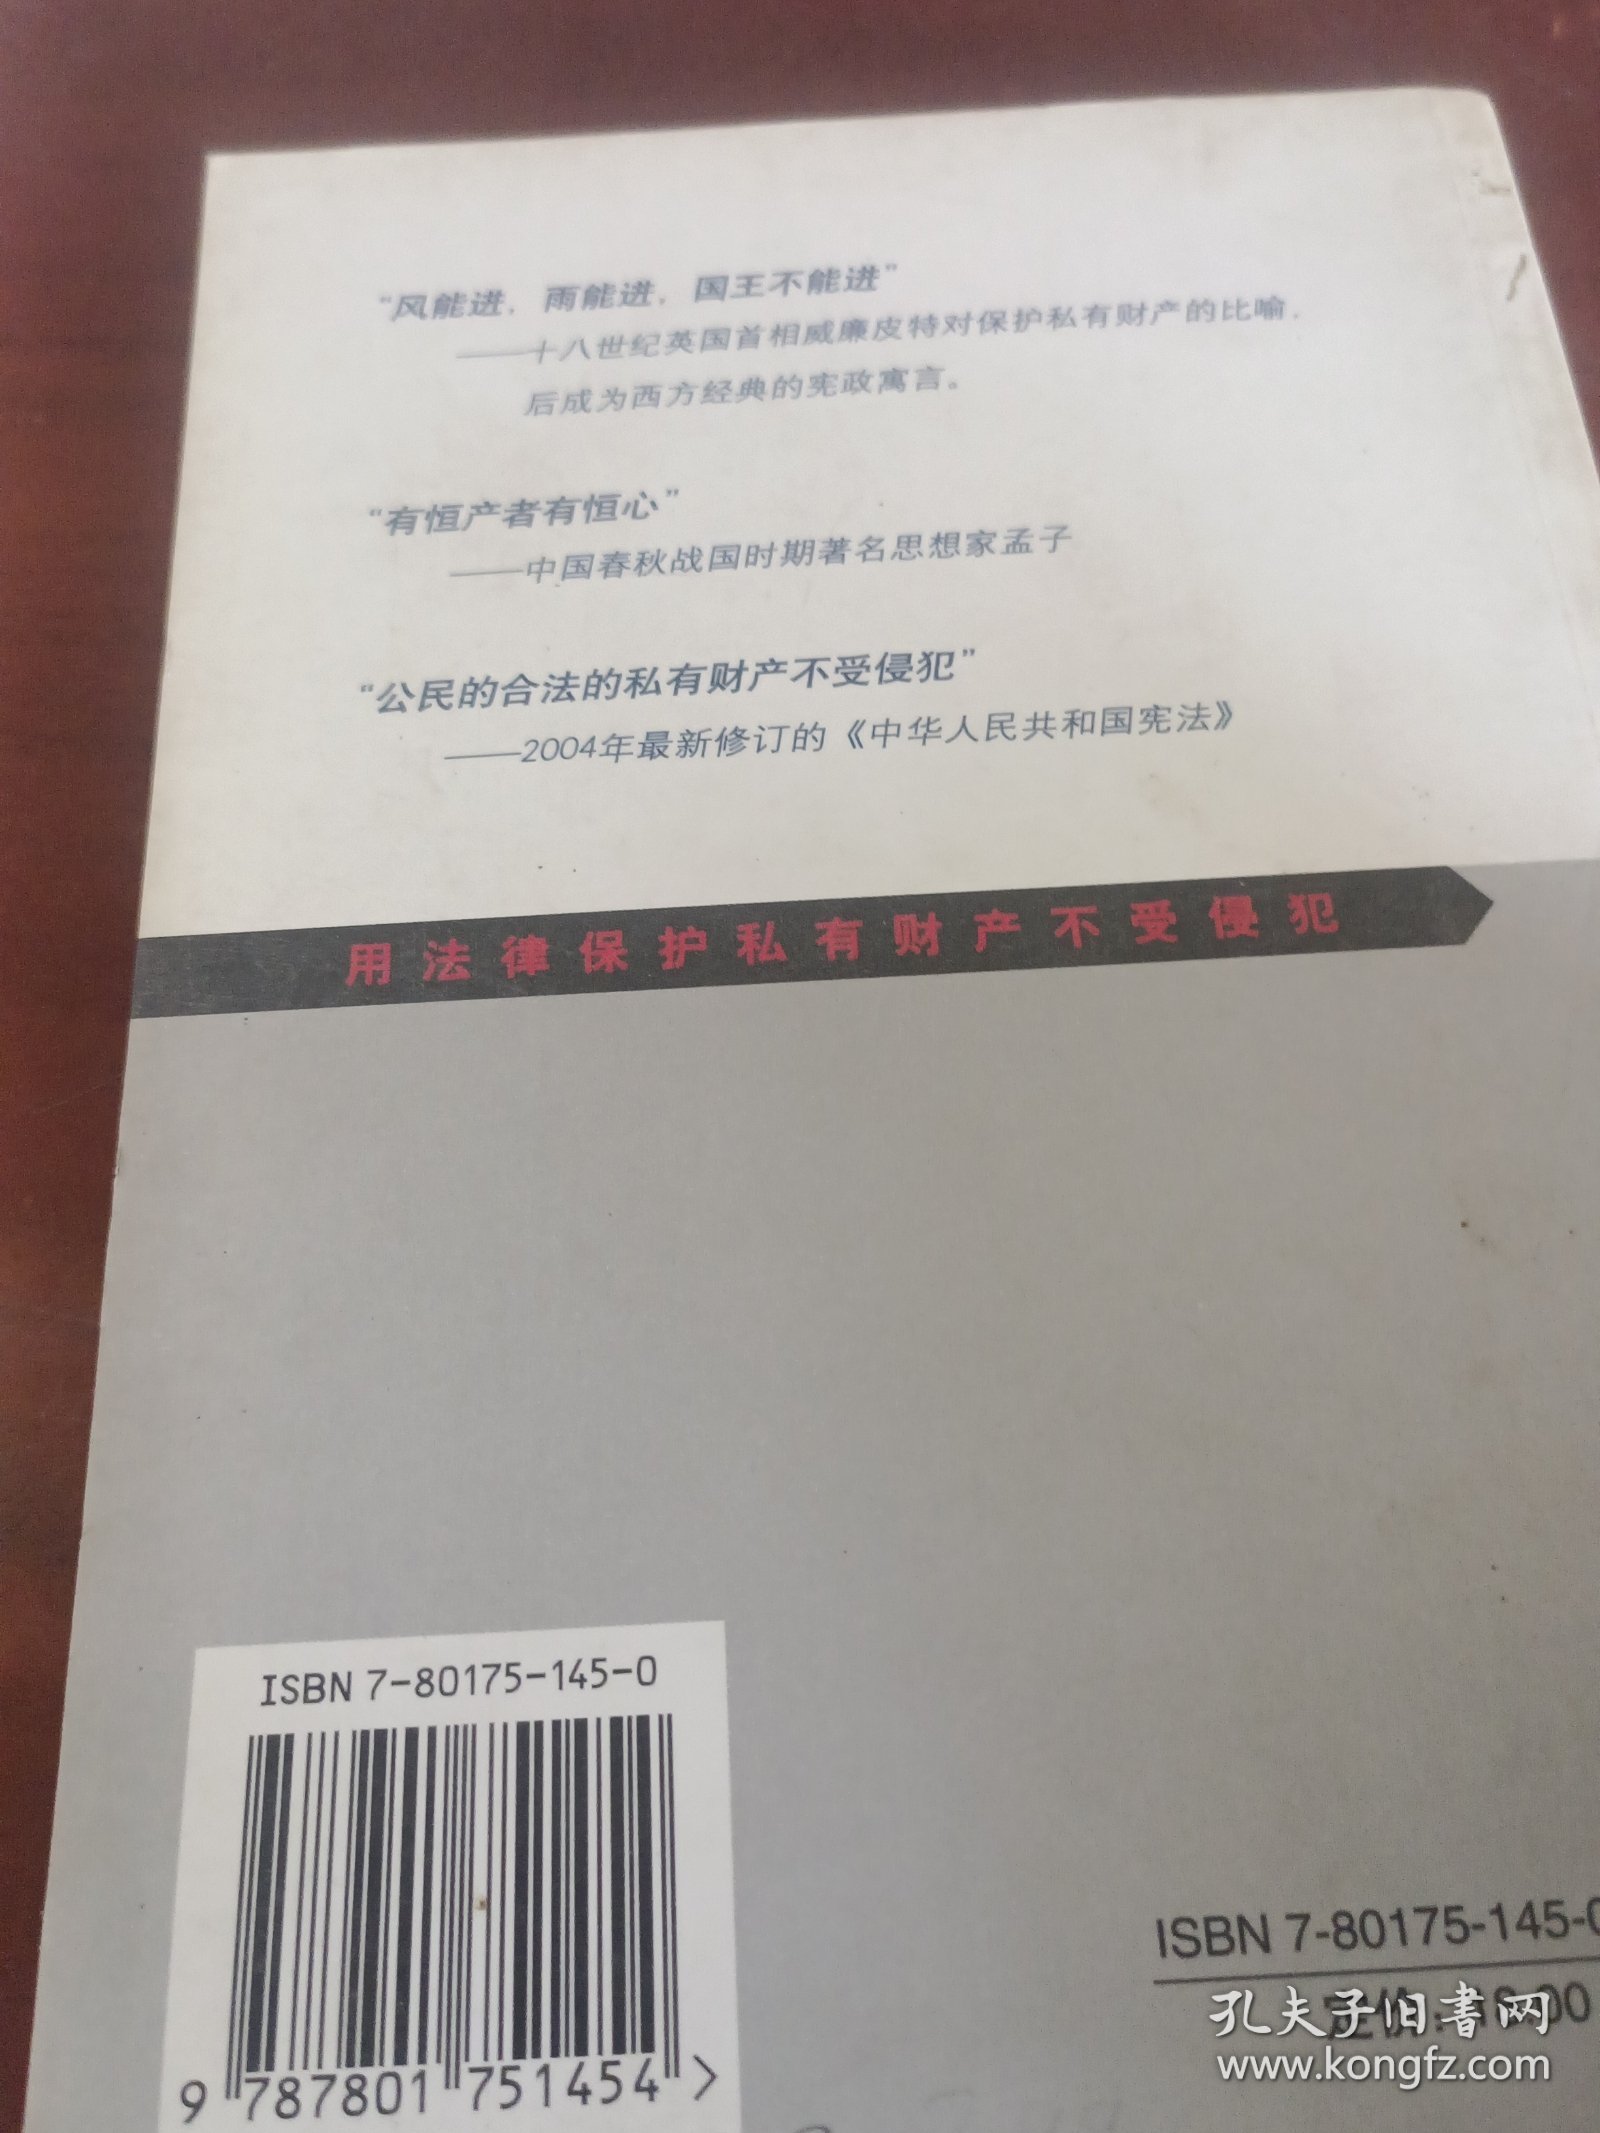 “风能进，雨能进，国王不能进”
——十八世纪英国首相威廉皮特对保护私有财产的比喻，
后成为西方经典的宪政寓言。
“有恒产者有恒心”
——中国春秋战国时期著名思想家孟子
“公民的合法的私有财产不受侵犯”
——2004年最新修订的《中华人民共和国宪法》
用法律保护私有财产不受侵犯
ISBN 7-80175-145-0
9 787801 751454 >
ISBN 7-80175-145-0
定价：18.00
孔夫子旧书网
www.kongfz.com